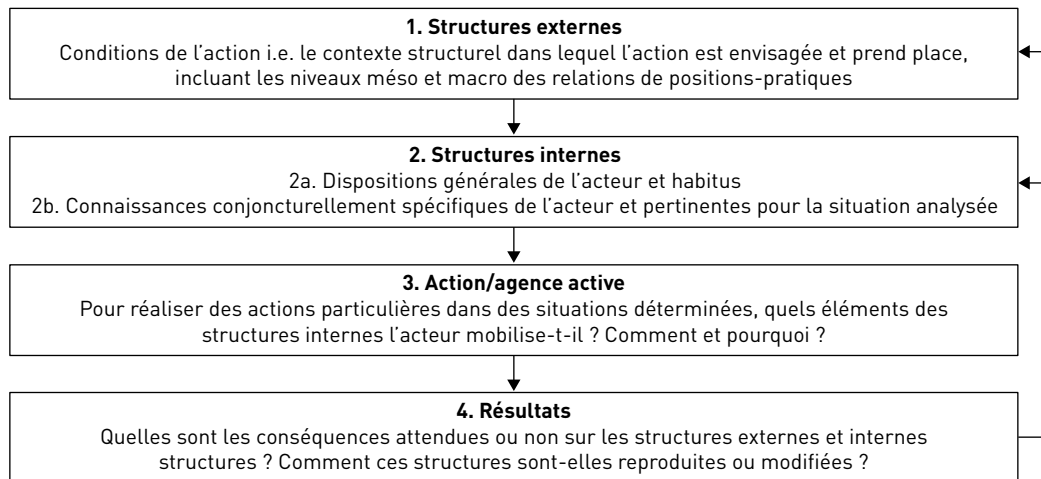 1. Structures externes
Conditions de l’action i.e. le contexte structurel dans lequel l’action est envisagée et prend place,
incluant les niveaux méso et macro des relations de positions-pratiques
2. Structures internes
2a. Dispositions générales de l’acteur et habitus
2b. Connaissances conjoncturellement spécifiques de l’acteur et pertinentes pour la situation analysée
3. Action/agence active
Pour réaliser des actions particulières dans des situations déterminées, quels éléments des
structures internes l’acteur mobilise-t-il ? Comment et pourquoi ?
4. Résultats
Quelles sont les conséquences attendues ou non sur les structures externes et internes
structures ? Comment ces structures sont-elles reproduites ou modifiées ?